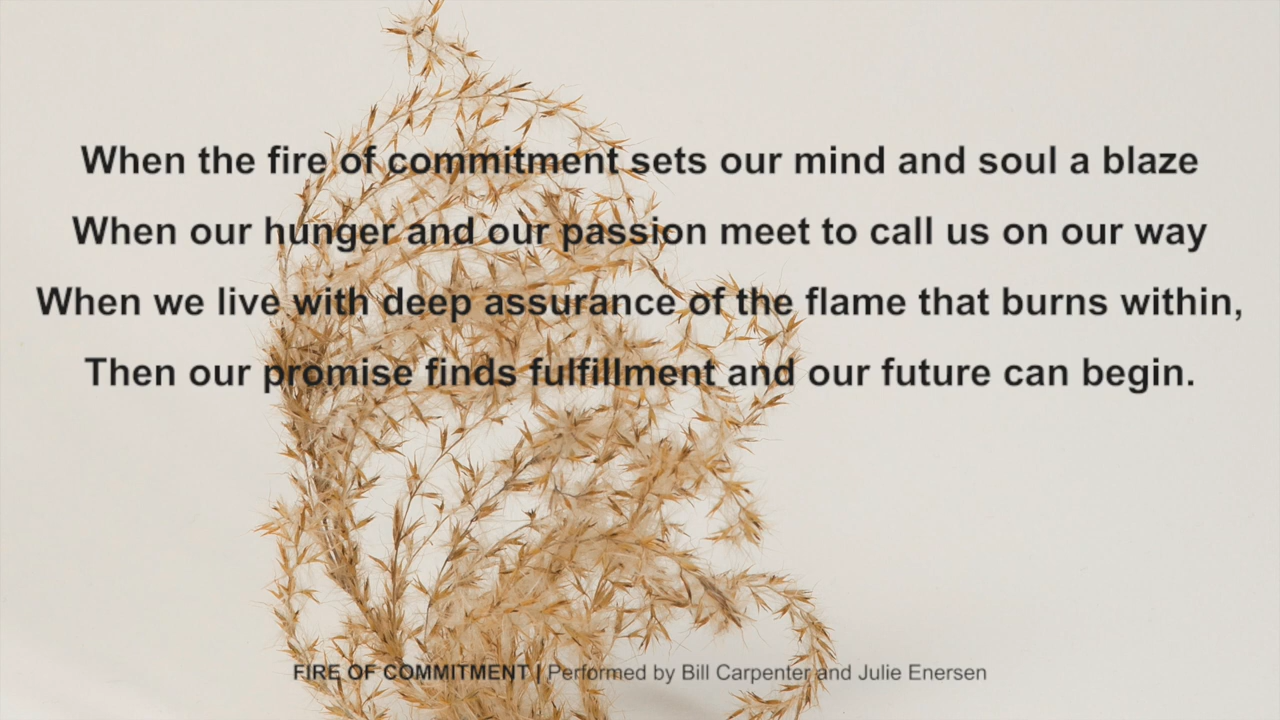 When the fire of commitment sets our mind and soul a blaze
When our hunger and our passion meet to call us on our way
When we live with deep assurance of the flame that burns within,
Then our promise finds fulfillment and our future can begin.
FIRE OF COMMITMENT | Performed by Bill Carpenter and Julie Enersen